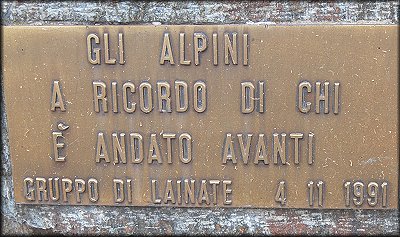 GLI ALPINI
A RICORDO DI CHI
È ANDATO AVANTI
GRUPPO DI LAINATE 4 11 1991